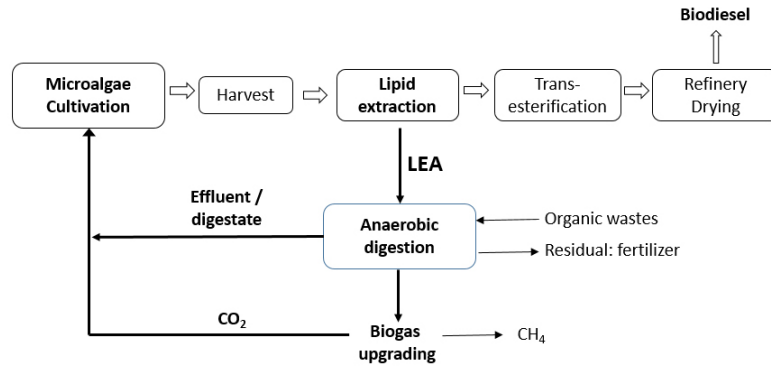 Biodiesel
Microalgae
Cultivation
Harvest
Lipid
extraction
Trans-
esterification
Refinery
Drying
LEA
Effluent /
digestate
Anaerobic
digestion
Organic wastes
Residual: fertilizer
CO₂
Biogas
upgrading
CH₄